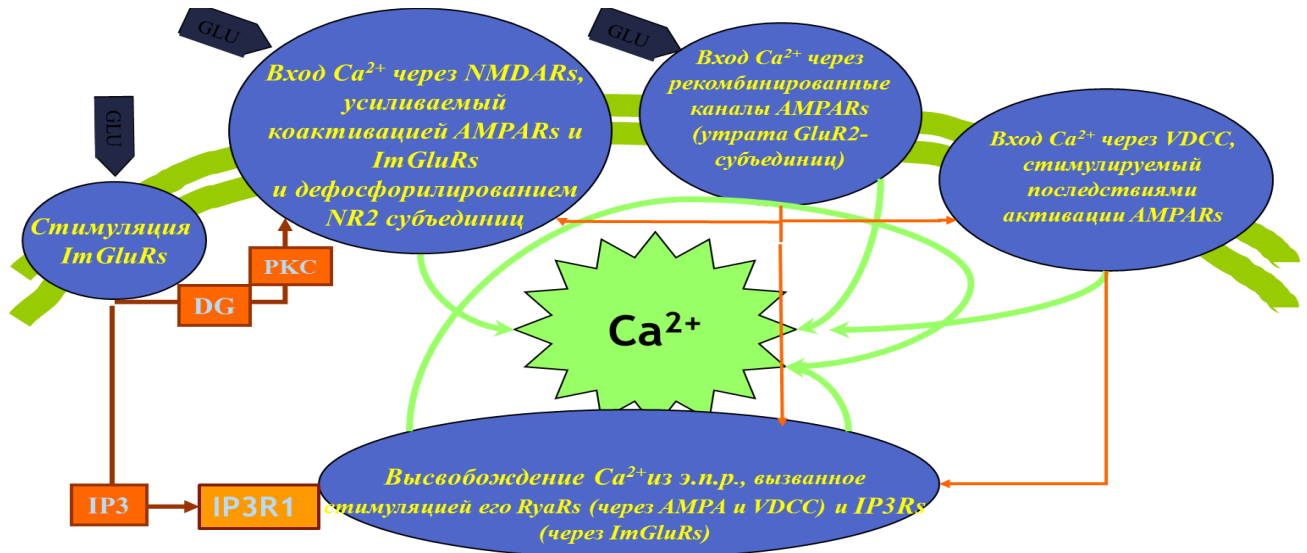 GLU
GLU
GLU
Вход Ca²⁺ через NMDARs,
усиливаемый
коактивацией AMPARs и
ImGluRs
и дефосфорилированием
NR2 субъединиц
Вход Ca²⁺ через
рекомбинированные
каналы AMPARs
(утрата GluR2-
субъединиц)
Вход Ca²⁺ через VDCC,
стимулируемый
последствиями
активации AMPARs
Стимуляция
ImGluRs
PKC
DG
Ca²⁺
IP3
IP3R1
Высвобождение Ca²⁺из э.п.р., вызванное
стимуляцией его RyaRs (через AMPA и VDCC) и IP3Rs
(через ImGluRs)